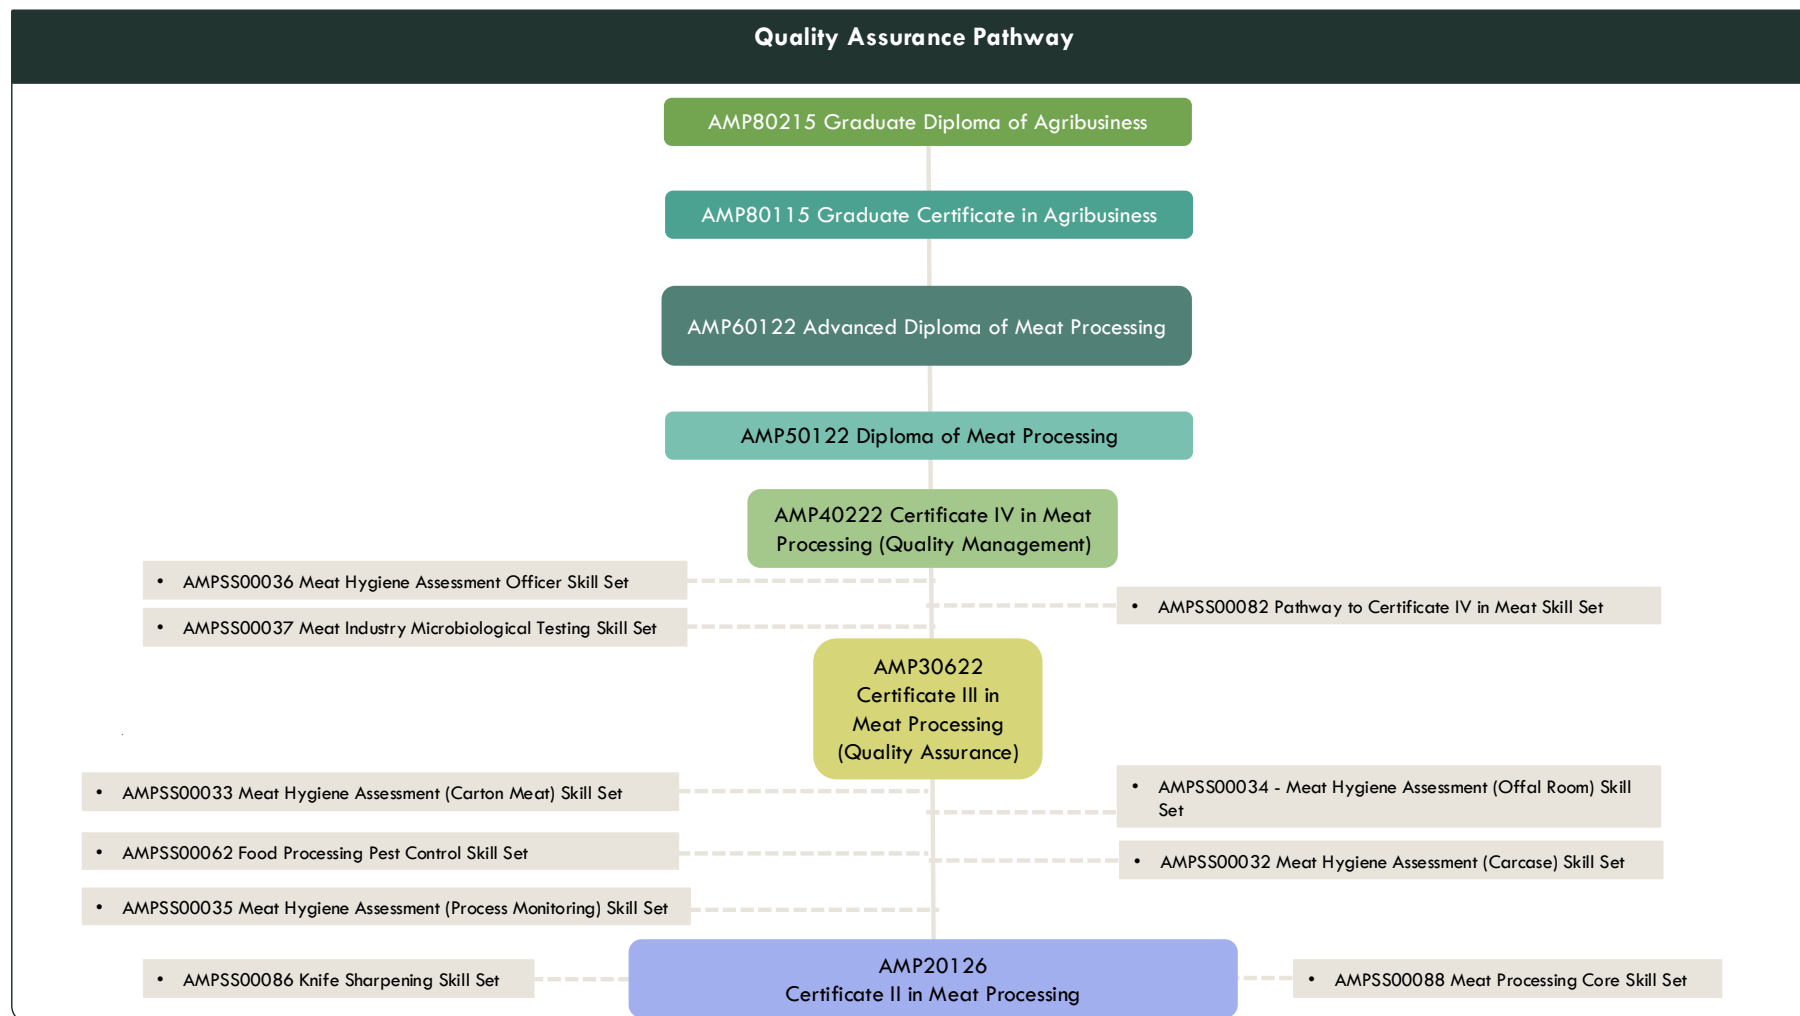 Quality Assurance Pathway
AMP80215 Graduate Diploma of Agribusiness
AMP80115 Graduate Certificate in Agribusiness
AMP60122 Advanced Diploma of Meat Processing
AMP50122 Diploma of Meat Processing
AMP40222 Certificate IV in Meat
Processing (Quality Management)
• AMPSS00036 Meat Hygiene Assessment Officer Skill Set
• AMPSS00082 Pathway to Certificate IV in Meat Skill Set
• AMPSS00037 Meat Industry Microbiological Testing Skill Set
AMP30622
Certificate III in
Meat Processing
(Quality Assurance)
• AMPSS00033 Meat Hygiene Assessment (Carton Meat) Skill Set
• AMPSS00034 - Meat Hygiene Assessment (Offal Room) Skill
Set
• AMPSS00062 Food Processing Pest Control Skill Set
• AMPSS00032 Meat Hygiene Assessment (Carcase) Skill Set
• AMPSS00035 Meat Hygiene Assessment (Process Monitoring) Skill Set
AMP20126
Certificate II in Meat Processing
• AMPSS00086 Knife Sharpening Skill Set
• AMPSS00088 Meat Processing Core Skill Set